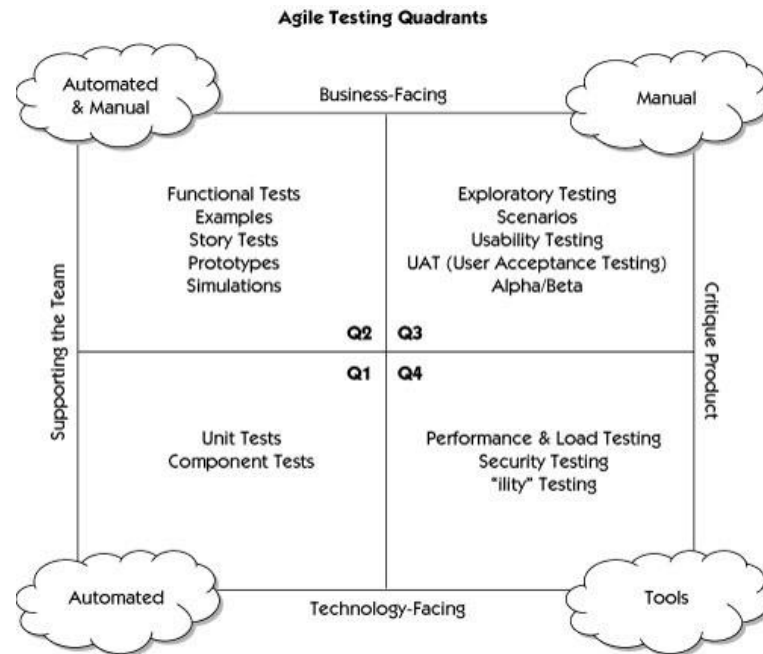 Agile Testing Quadrants
Automated
& Manual
Business-Facing
Manual
Functional Tests
Examples
Story Tests
Prototypes
Simulations
Exploratory Testing
Scenarios
Usability Testing
UAT (User Acceptance Testing)
Alpha/Beta
Supporting the Team
Critique Product
Q2
Q3
Q1
Q4
Unit Tests
Component Tests
Performance & Load Testing
Security Testing
"ility" Testing
Automated
Technology-Facing
Tools